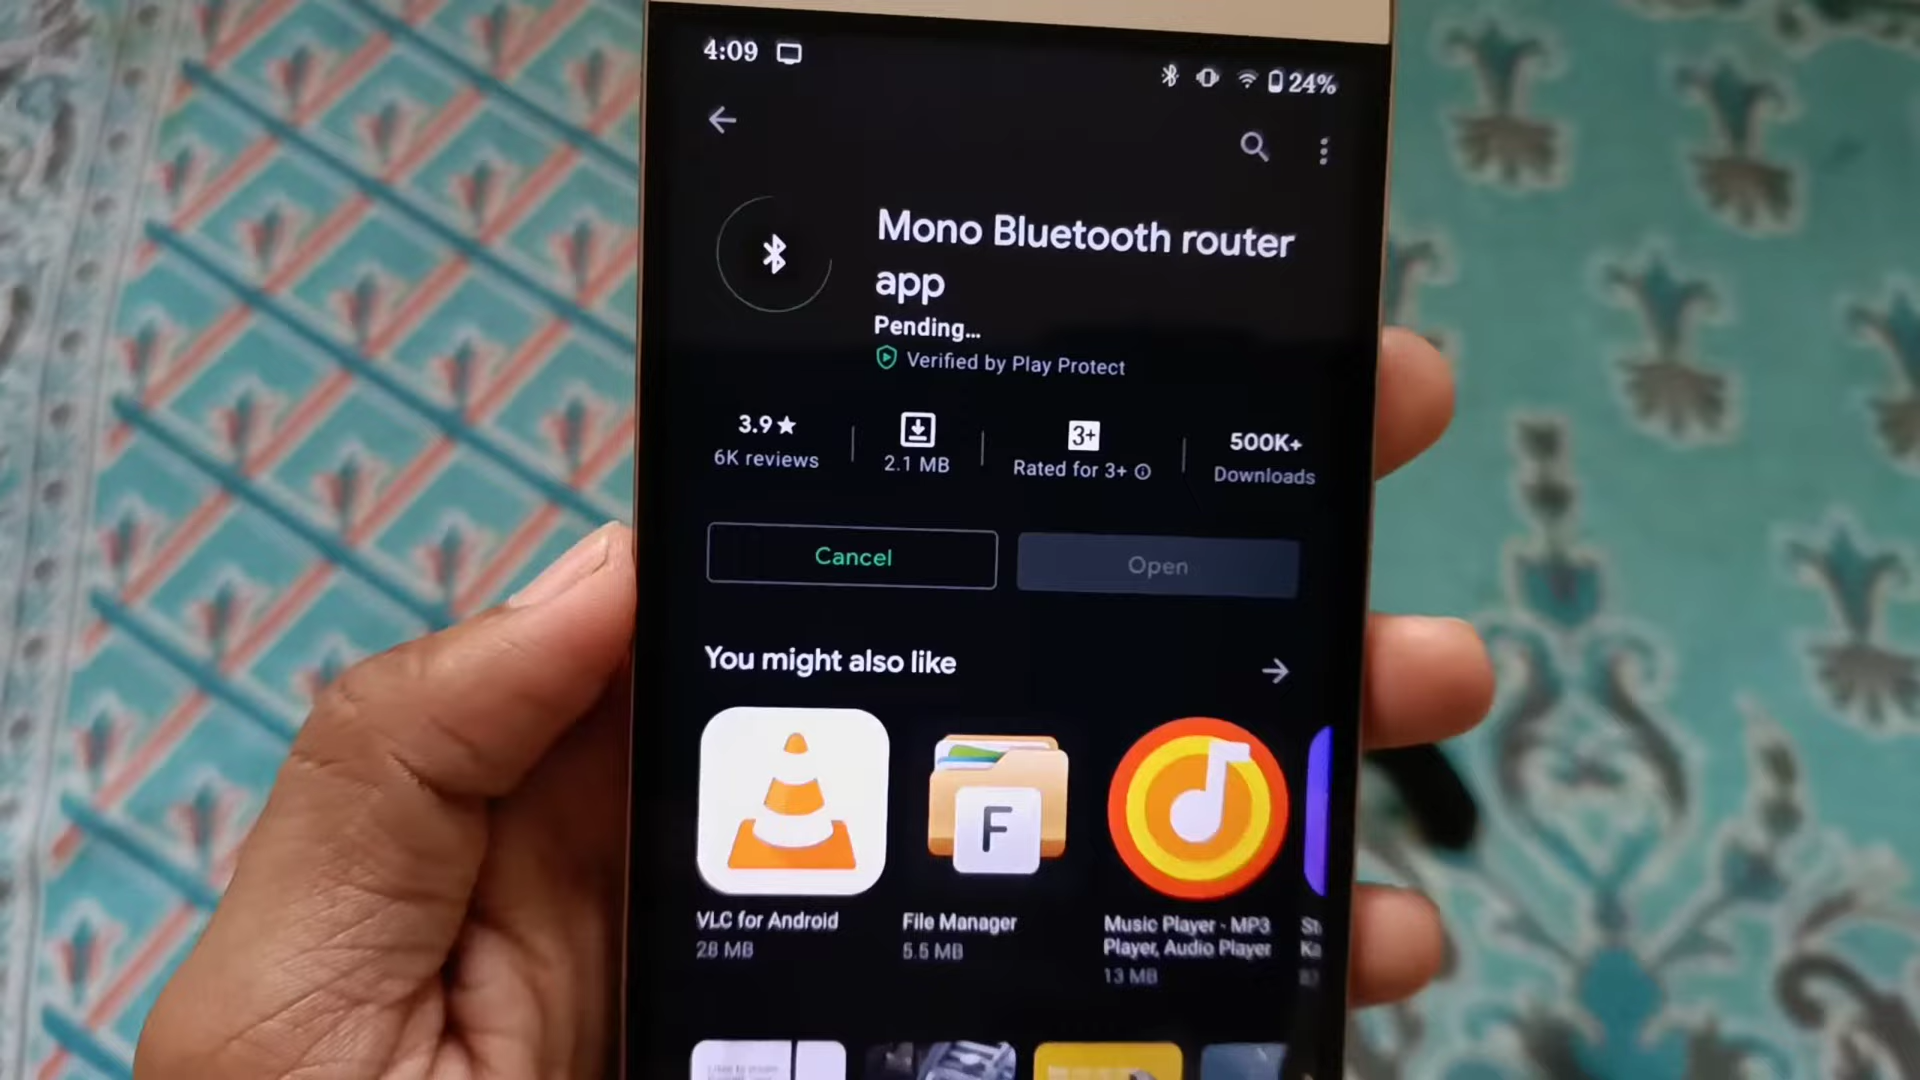 4:09
24%
Mono Bluetooth router
app
Pending...
Verified by Play Protect
3.9★
6K reviews
2.1 MB
3+
Rated for 3+
500K+
Downloads
Cancel
Open
You might also like
F
VLC for Android
28 MB
File Manager
5.5 MB
Music Player - MP3
Player, Audio Player
13 MB
St
Ka